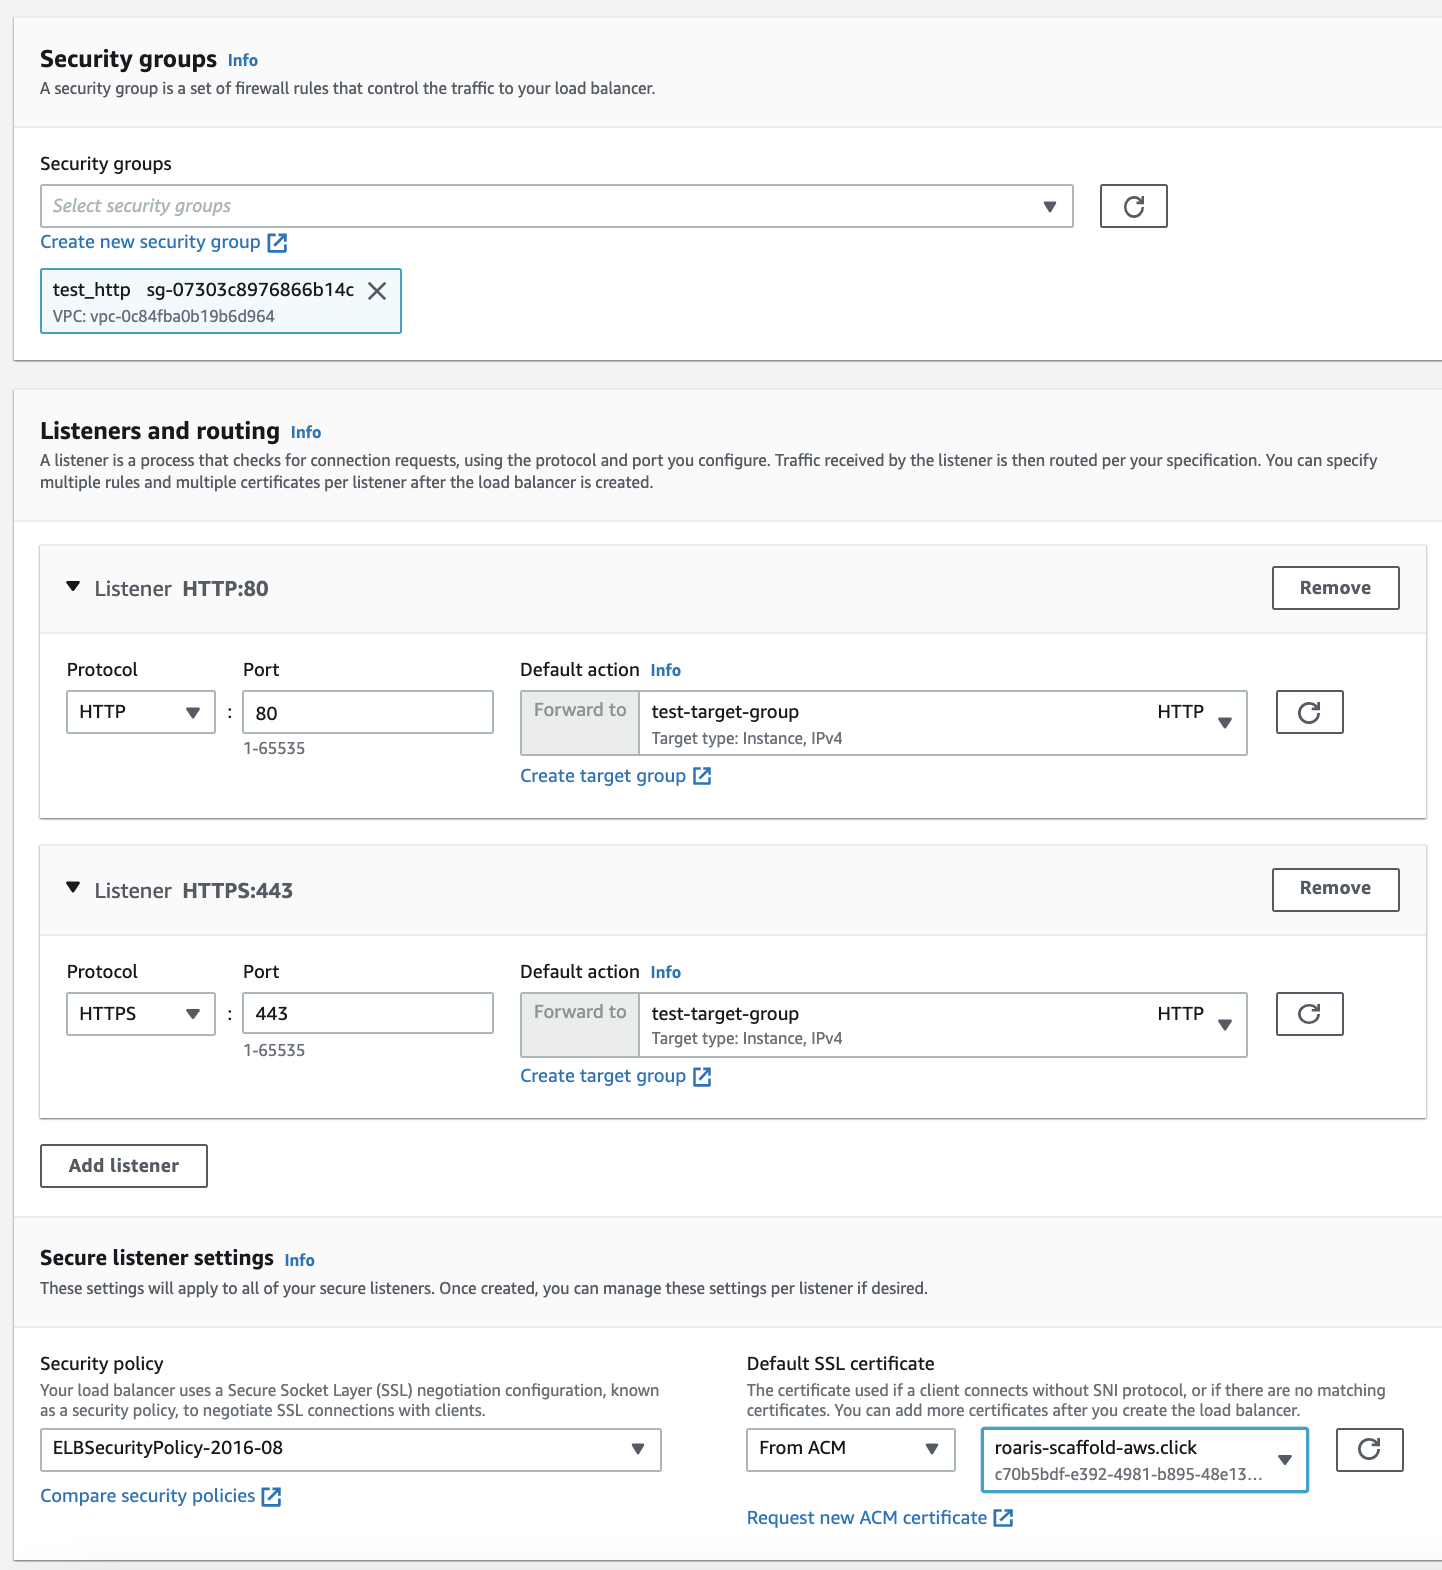 Security groups Info
A security group is a set of firewall rules that control the traffic to your load balancer.
Security groups
Select security groups
Create new security group
test_http sg-07303c8976866b14c
VPC: vpc-0c84fba0b19b6d964
Listeners and routing Info
A listener is a process that checks for connection requests, using the protocol and port you configure. Traffic received by the listener is then routed per your specification. You can specify
multiple rules and multiple certificates per listener after the load balancer is created.
Listener HTTP:80
Remove
Protocol Port Default action Info
HTTP : 80 Forward to test-target-group HTTP
1-65535 Target type: Instance, IPv4
Create target group
Listener HTTPS:443
Remove
Protocol Port Default action Info
HTTPS : 443 Forward to test-target-group HTTP
1-65535 Target type: Instance, IPv4
Create target group
Add listener
Secure listener settings Info
These settings will apply to all of your secure listeners. Once created, you can manage these settings per listener if desired.
Security policy
Your load balancer uses a Secure Socket Layer (SSL) negotiation configuration, known
as a security policy, to negotiate SSL connections with clients.
ELBSecurityPolicy-2016-08
Compare security policies
Default SSL certificate
The certificate used if a client connects without SNI protocol, or if there are no matching
certificates. You can add more certificates after you create the load balancer.
From ACM roaris-scaffold-aws.click
c70b5bdf-e392-4981-b895-48e13...
Request new ACM certificate